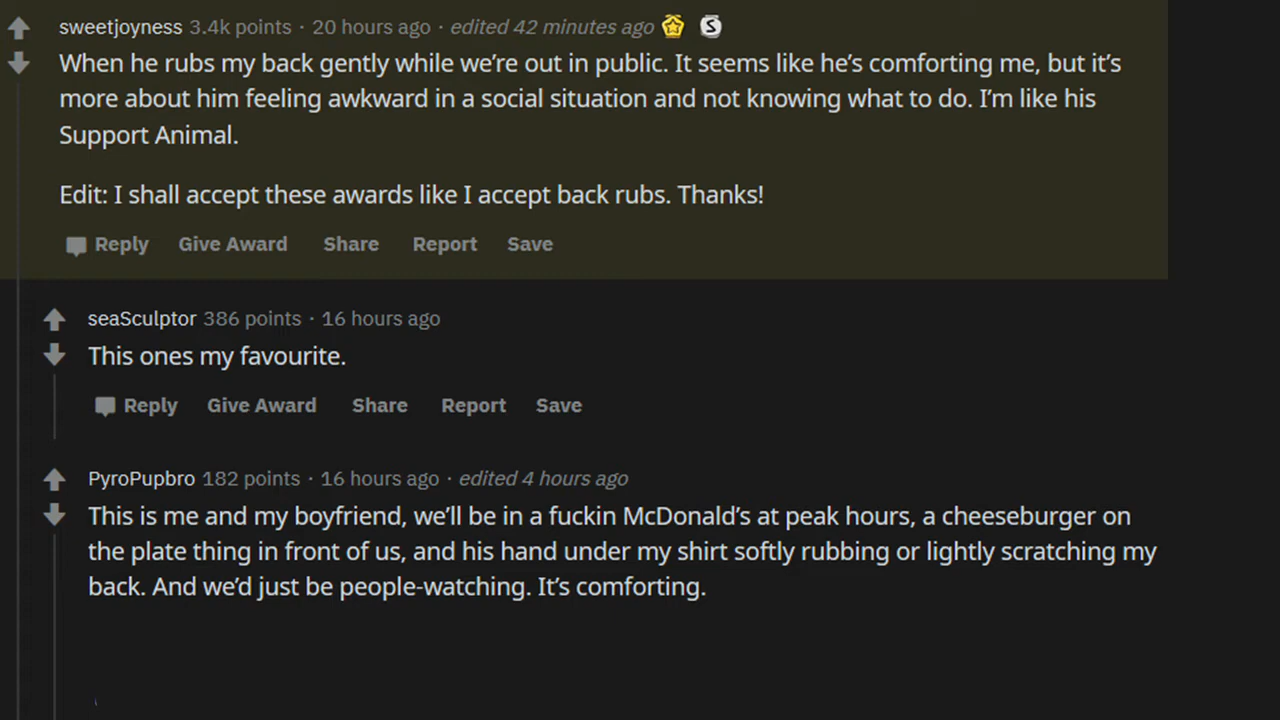 sweetjoyness 3.4k points · 20 hours ago · edited 42 minutes ago S
When he rubs my back gently while we’re out in public. It seems like he’s comforting me, but it’s
more about him feeling awkward in a social situation and not knowing what to do. I’m like his
Support Animal.
Edit: I shall accept these awards like I accept back rubs. Thanks!
Reply Give Award Share Report Save
seaSculptor 386 points · 16 hours ago
This ones my favourite.
Reply Give Award Share Report Save
PyroPupbro 182 points · 16 hours ago · edited 4 hours ago
This is me and my boyfriend, we’ll be in a fuckin McDonald’s at peak hours, a cheeseburger on
the plate thing in front of us, and his hand under my shirt softly rubbing or lightly scratching my
back. And we’d just be people-watching. It’s comforting.